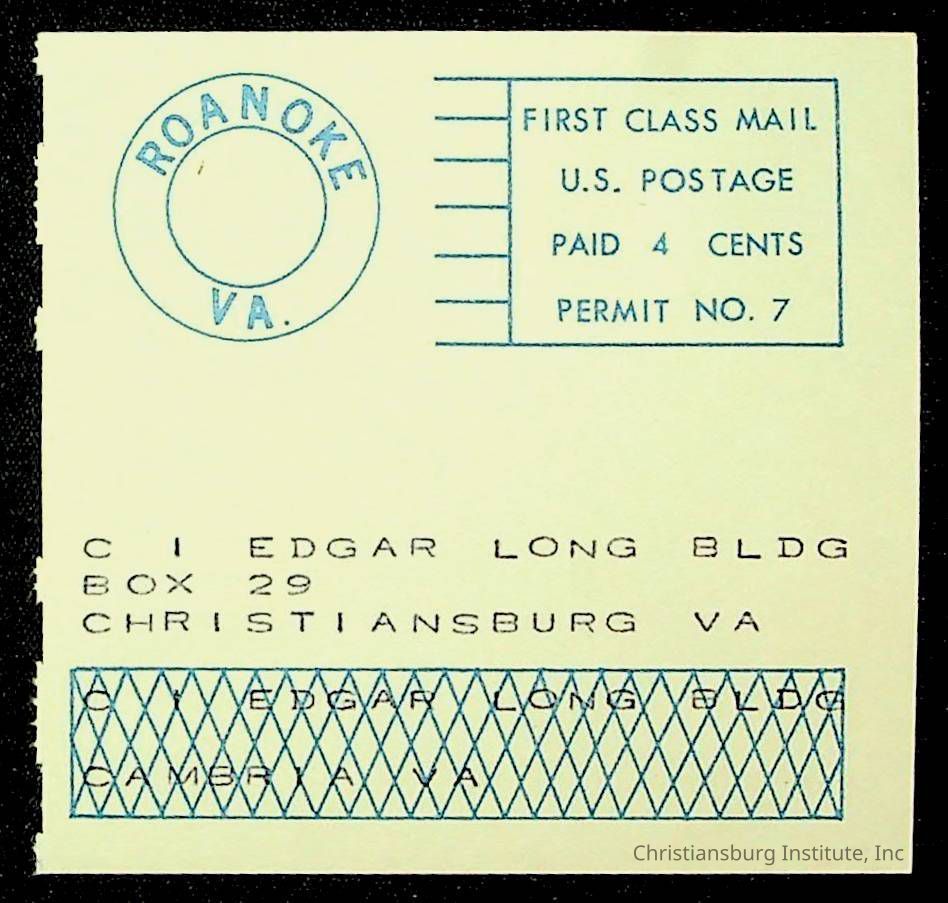 ROANOKE
VA.
FIRST CLASS MAIL
U.S. POSTAGE
PAID 4 CENTS
PERMIT NO. 7
C I EDGAR LONG BLDG
BOX 29
CHRISTIANSBURG VA
C I EDGAR LONG BLDG
CAMBRIA VA
Christiansburg Institute, Inc